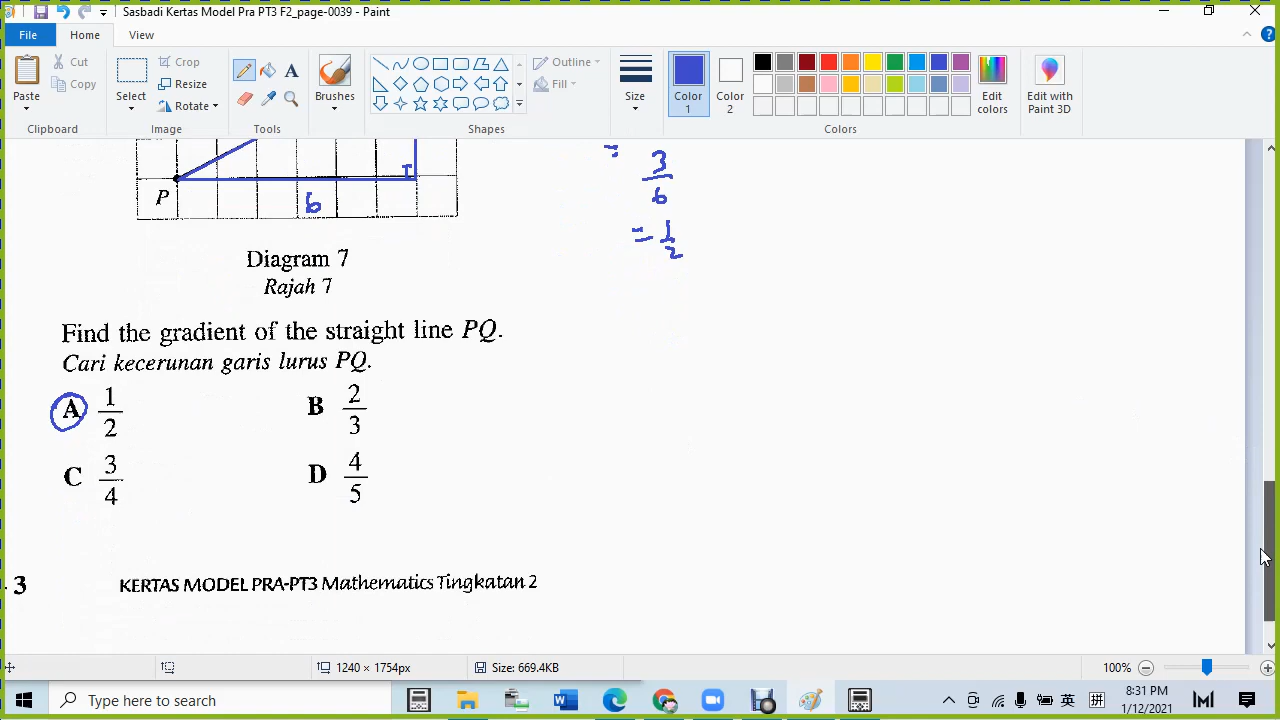 Sasbadi Kertas Model Pra PT3 F2_page-0039 - Paint
File Home View
Paste
Cut
Copy
Clipboard
Select
Crop
Resize
Rotate
Image
A
Tools
Brushes
Outline
Fill
Shapes
Size
Color 1
Color 2
Edit colors
Edit with Paint 3D
Colors
P
6
= 3/6
= 1/2
Diagram 7
Rajah 7
Find the gradient of the straight line PQ.
Cari kecerunan garis lurus PQ.
A 1/2 B 2/3
C 3/4 D 4/5
3 KERTAS MODEL PRA-PT3 Mathematics Tingkatan 2
1240 × 1754px Size: 669.4KB 100%
Type here to search
英 拼
1/12/2021